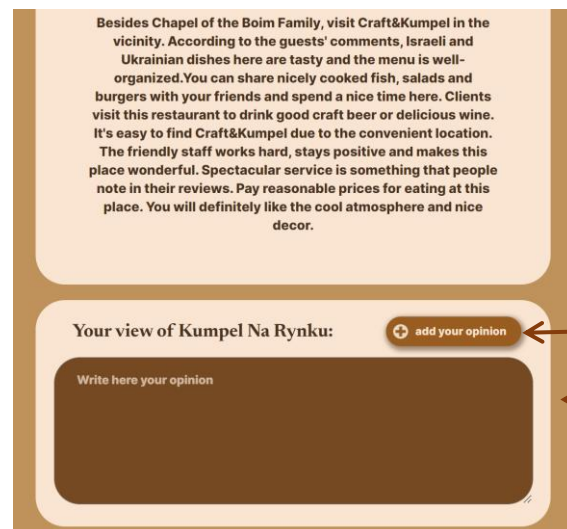 Besides Chapel of the Boim Family, visit Craft&Kumpel in the
vicinity. According to the guests' comments, Israeli and
Ukrainian dishes here are tasty and the menu is well-
organized.You can share nicely cooked fish, salads and
burgers with your friends and spend a nice time here. Clients
visit this restaurant to drink good craft beer or delicious wine.
It's easy to find Craft&Kumpel due to the convenient location.
The friendly staff works hard, stays positive and makes this
place wonderful. Spectacular service is something that people
note in their reviews. Pay reasonable prices for eating at this
place. You will definitely like the cool atmosphere and nice
decor.
Your view of Kumpel Na Rynku:
add your opinion
Write here your opinion